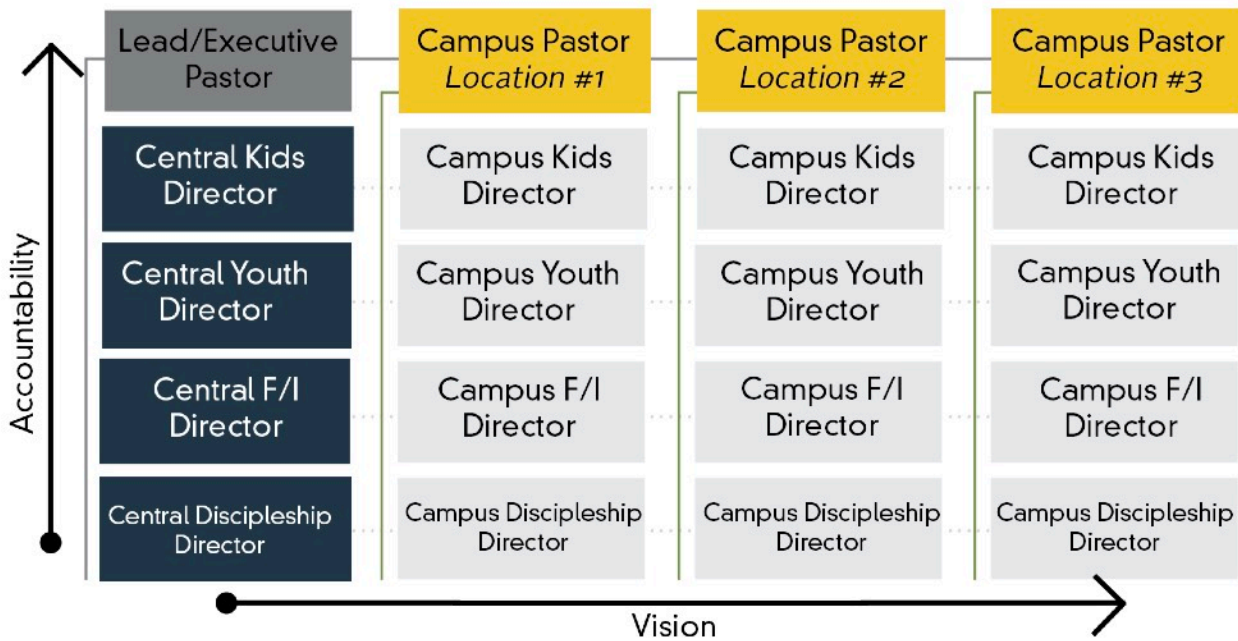 Lead/Executive
Pastor
Campus Pastor
Location #1
Campus Pastor
Location #2
Campus Pastor
Location #3
Central Kids
Director
Campus Kids
Director
Campus Kids
Director
Campus Kids
Director
Central Youth
Director
Campus Youth
Director
Campus Youth
Director
Campus Youth
Director
Central F/I
Director
Campus F/I
Director
Campus F/I
Director
Campus F/I
Director
Central Discipleship
Director
Campus Discipleship
Director
Campus Discipleship
Director
Campus Discipleship
Director
Accountability
Vision